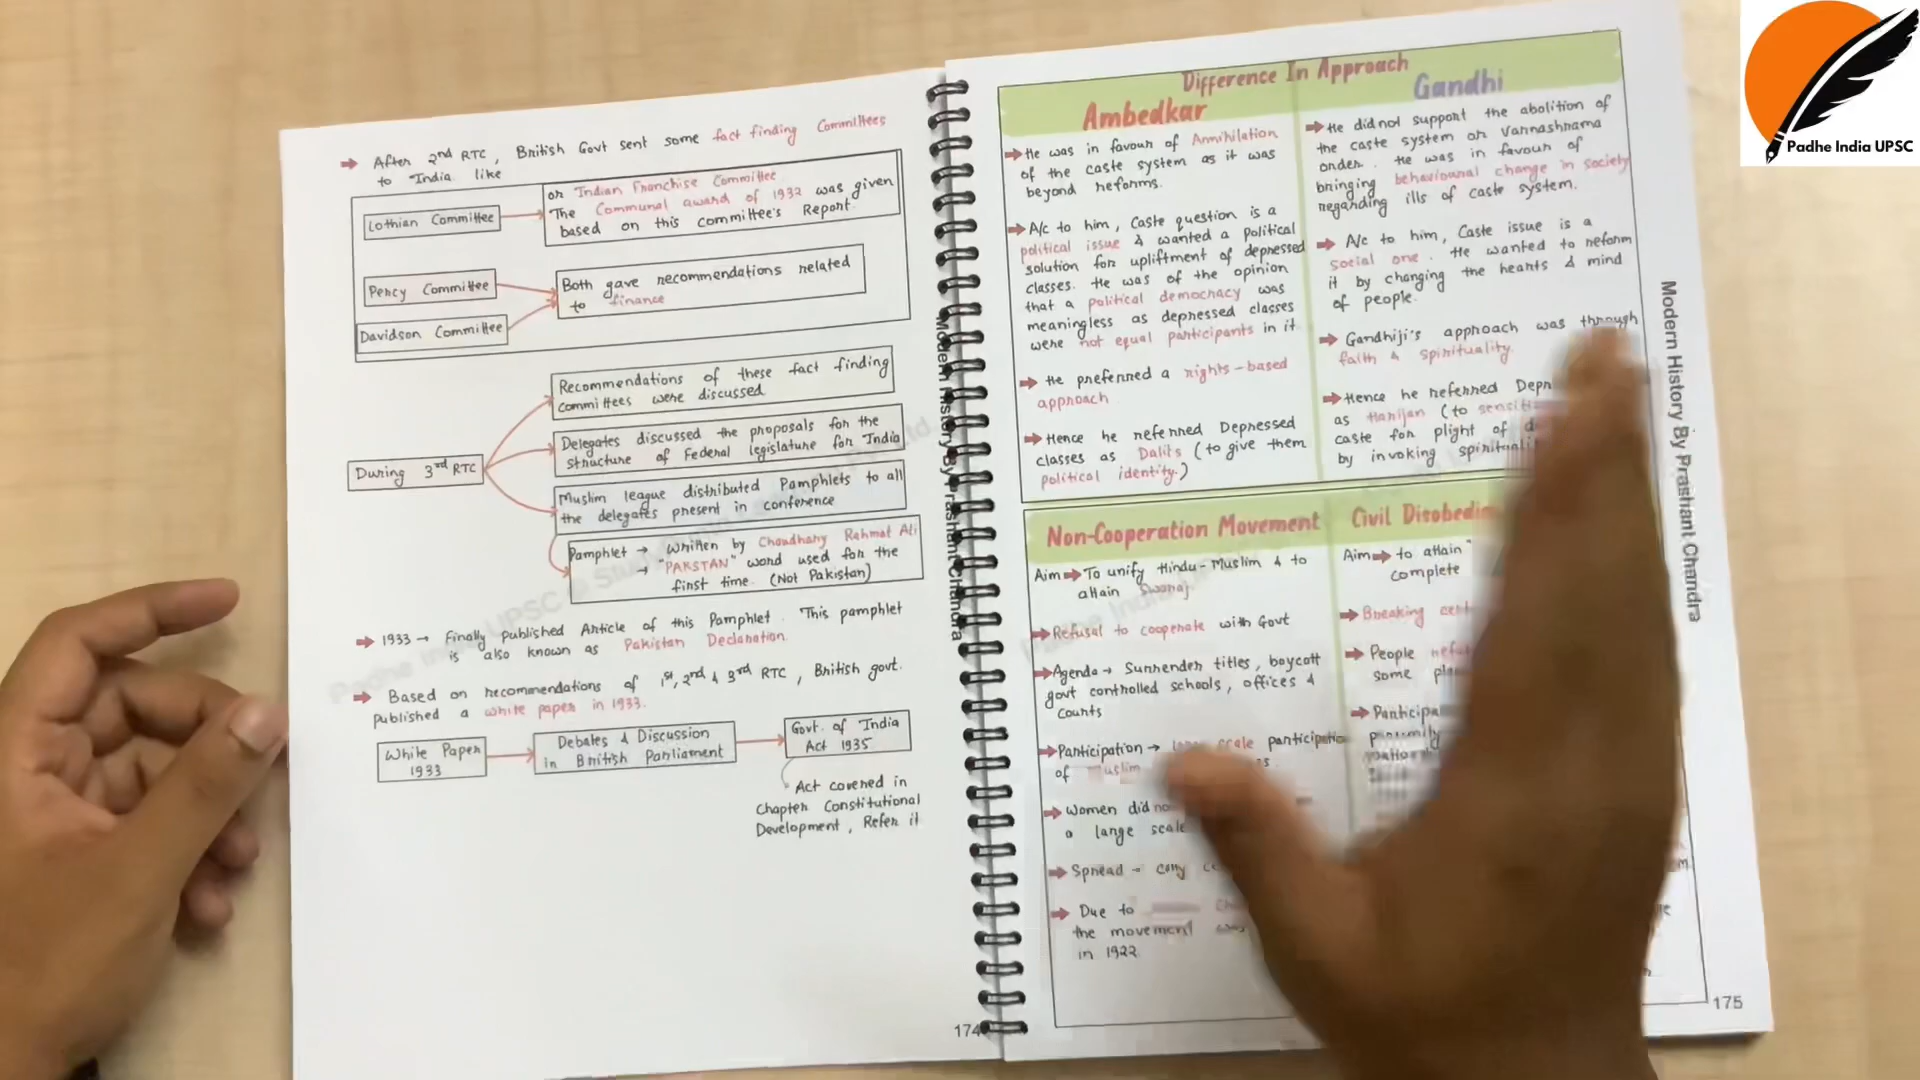 Padhe India UPSC
→ After 2nd RTC, British Govt sent some fact finding Committees
to India like
Lothian Committee → or Indian Franchise Committee
The Communal award of 1932 was given
based on this committee's Report.
Percy Committee
Davidson Committee
Both gave recommendations related
to finance
During 3rd RTC
Recommendations of these fact finding
committees were discussed
Delegates discussed the proposals for the
structure of Federal legislature for India
Muslim league distributed Pamphlets to all
the delegates present in conference
Pamphlet → written by Choudhary Rahmat Ali
→ "PAKSTAN" word used for the
first time. (Not Pakistan)
→ 1933 → Finally published Article of this Pamphlet. This pamphlet
is also known as Pakistan Declaration.
→ Based on recommendations of 1st, 2nd & 3rd RTC, British govt.
published a white paper in 1933.
White Paper
1933
Debates & Discussion
in British Parliament
Govt. of India
Act 1935
Act covered in
Chapter Constitutional
Development, Refer it
174
Modern History By Prashant Chandra
Difference In Approach
Ambedkar
→ He was in favour of Annihilation
of the caste system as it was
beyond reforms.
→ A/c to him, Caste question is a
political issue & wanted a political
solution for upliftment of depressed
classes. He was of the opinion
that a political democracy was
meaningless as depressed classes
were not equal participants in it.
→ He preferred a rights-based
approach
→ Hence he referred Depressed
classes as Dalits (to give them
political identity.)
Gandhi
→ He did not support the abolition of
the caste system or Varnashrama
order. He was in favour of
bringing behavioural change in society
regarding ills of caste system.
→ A/c to him, Caste issue is a
social one. He wanted to reform
it by changing the hearts & mind
of people.
→ Gandhiji's approach was through
faith & spirituality.
→ Hence he referred
as Harijan (to
caste for plight of
by invoking
Non-Cooperation Movement
Aim → To unify Hindu-Muslim & to
attain Swaraj.
→ Refusal to cooperate with Govt
→ Agenda → Surrender titles, boycott
govt controlled schools, offices &
courts
→ Participation → large scale participation
of Muslim
→ Women did
a large scale
→ Spread -
→ Due to
the movement was
in 1922
Civil
Aim → to attain
complete
→ Breaking
→ People
some
→
Modern History By Prashant Chandra
175